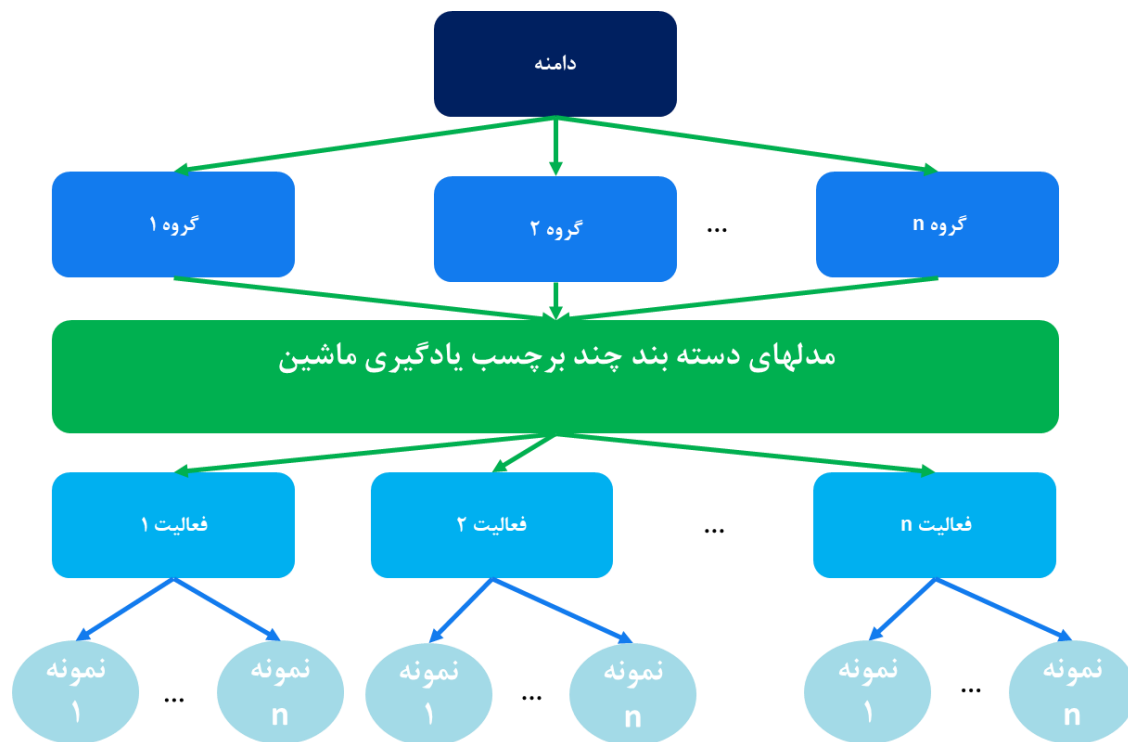 دامنه
گروه ۱
گروه ۲
...
گروه n
مدلهای دسته بند چند برچسب یادگیری ماشین
فعالیت ۱
فعالیت ۲
...
فعالیت n
نمونه
۱
...
نمونه
n
نمونه
۱
...
نمونه
n
نمونه
۱
...
نمونه
n